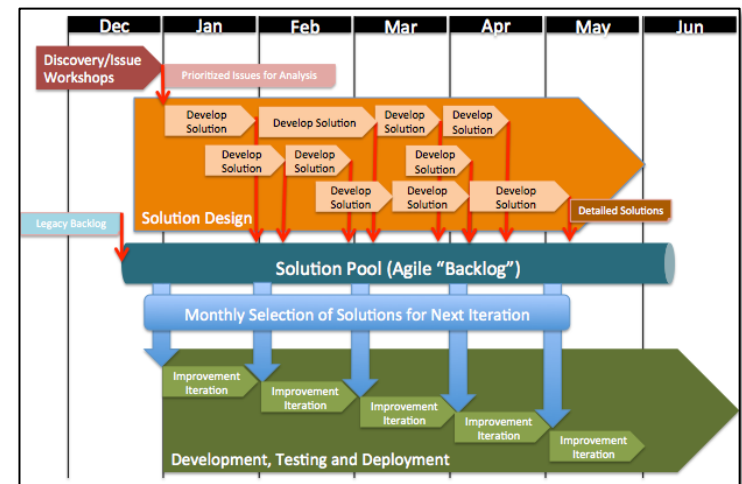 Dec Jan Feb Mar Apr May Jun
Discovery/Issue
Workshops
Prioritized Issues for Analysis
Develop
Solution
Develop Solution
Develop
Solution
Develop
Solution
Develop
Solution
Develop
Solution
Develop
Solution
Develop
Solution
Develop
Solution
Develop
Solution
Solution Design
Detailed Solutions
Legacy Backlog
Solution Pool (Agile “Backlog”)
Monthly Selection of Solutions for Next Iteration
Improvement
Iteration
Improvement
Iteration
Improvement
Iteration
Improvement
Iteration
Improvement
Iteration
Development, Testing and Deployment